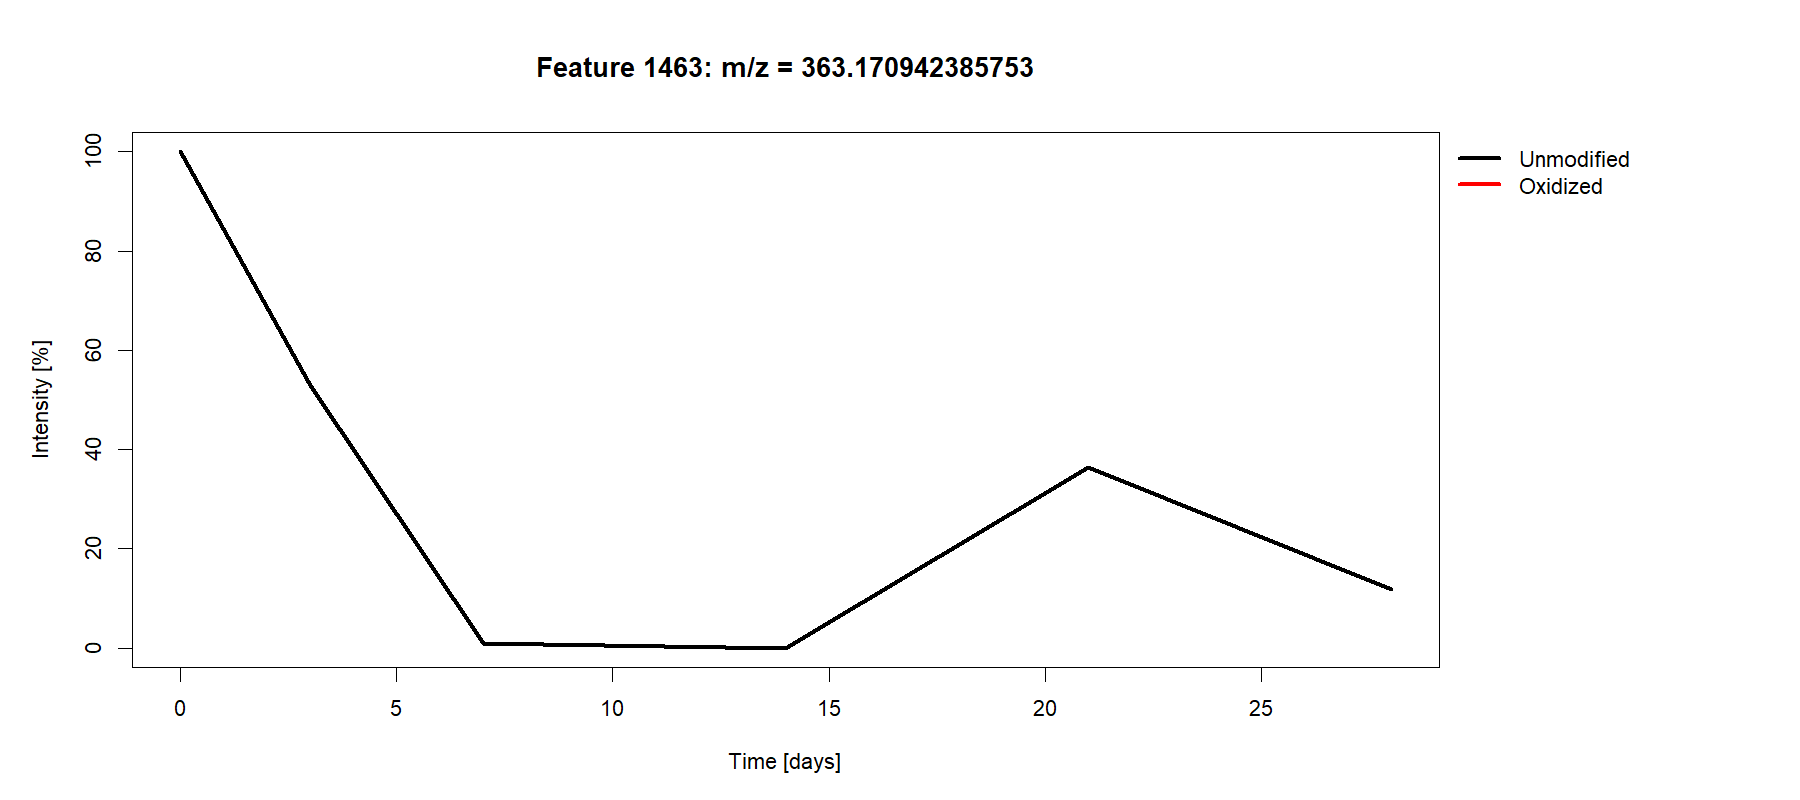 Feature 1463: m/z = 363.170942385753
Unmodified
Oxidized
Intensity [%]
100
80
60
40
20
0
0 5 10 15 20 25
Time [days]